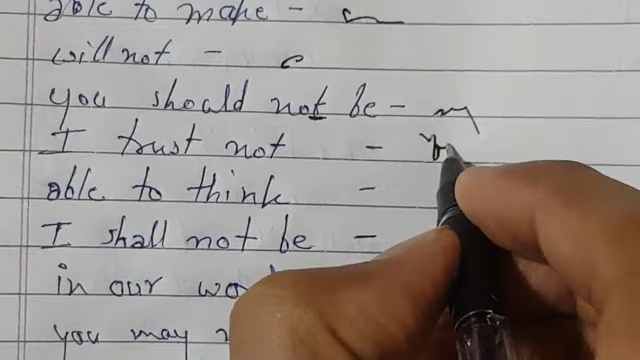 able to make -
will not -
you should not be -
I trust not -
able to think -
I shall not be -
in our
you may